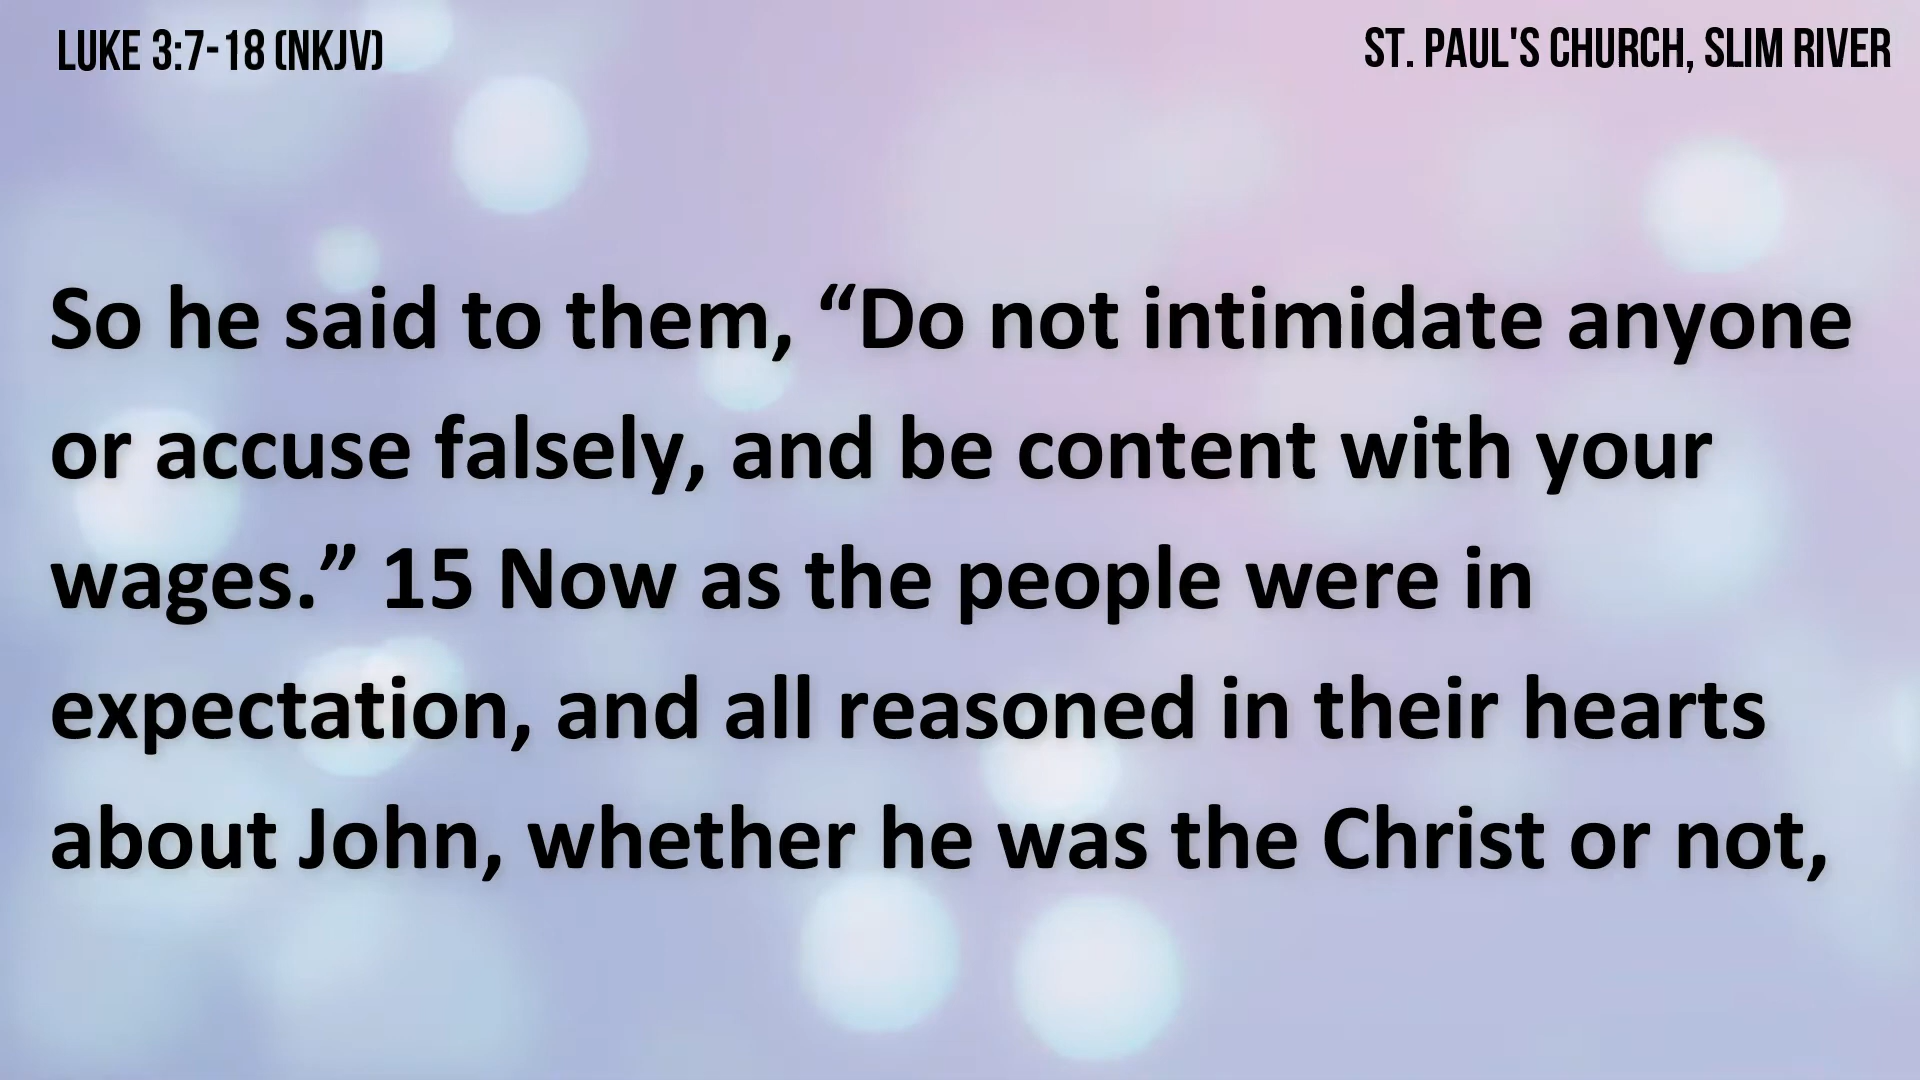 LUKE 3:7-18 (NKJV)
ST. PAUL'S CHURCH, SLIM RIVER
So he said to them, “Do not intimidate anyone
or accuse falsely, and be content with your
wages.” 15 Now as the people were in
expectation, and all reasoned in their hearts
about John, whether he was the Christ or not,